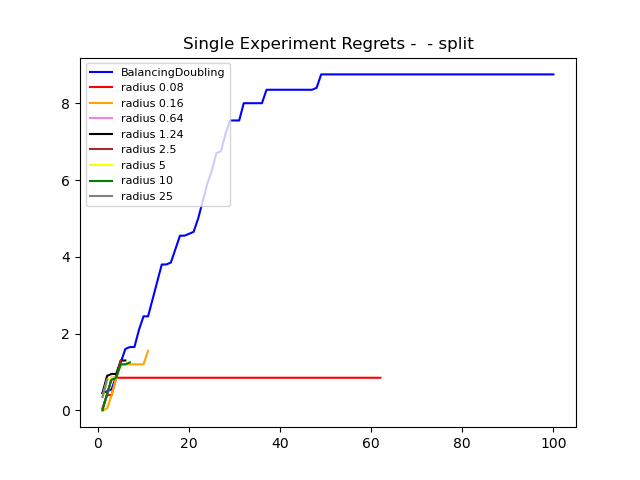 Single Experiment Regrets -  - split
BalancingDoubling
radius 0.08
radius 0.16
radius 0.64
radius 1.24
radius 2.5
radius 5
radius 10
radius 25
8
6
4
2
0
0 20 40 60 80 100